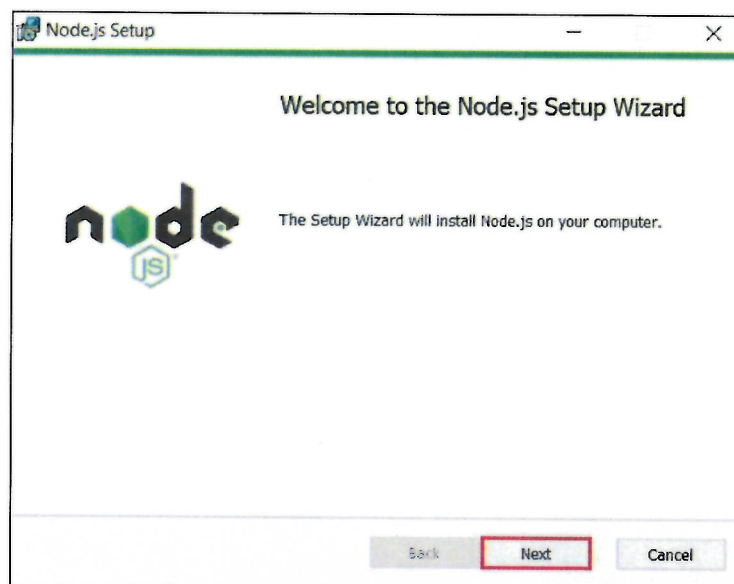 Node.js Setup
Welcome to the Node.js Setup Wizard
node
JS
The Setup Wizard will install Node.js on your computer.
Back
Next
Cancel